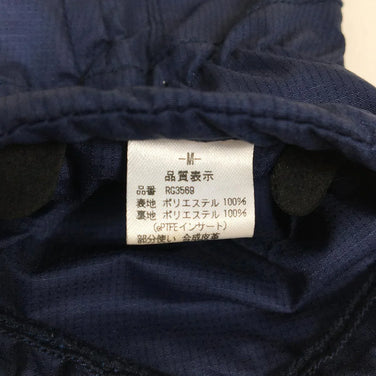 -M-
品質表示
品番 RG3569
表地 ポリエステル 100%
裏地 ポリエステル 100%
(ePTFEインサート)
部分使い 合成皮革